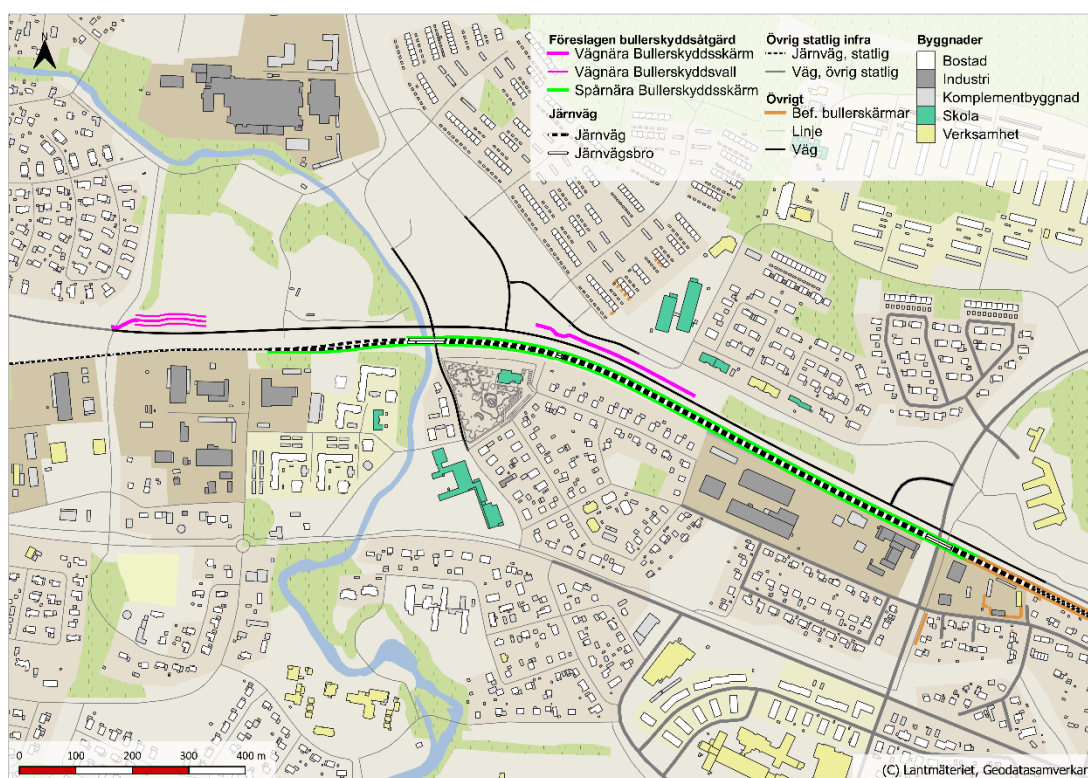 Föreslagen bullerskyddsåtgärd
Vägnära Bullerskyddsskärm
Vägnära Bullerskyddsvall
Spårnära Bullerskyddsskärm
Järnväg
Järnväg
Järnvägsbro
Övrig statlig infra
Järnväg, statlig
Väg, övrig statlig
Övrigt
Bef. bullerskärmar
Linje
Väg
Byggnader
Bostad
Industri
Komplementbyggnad
Skola
Verksamhet
0 100 200 300 400 m
(C) Lantmäteriet, Geodatasamverkan